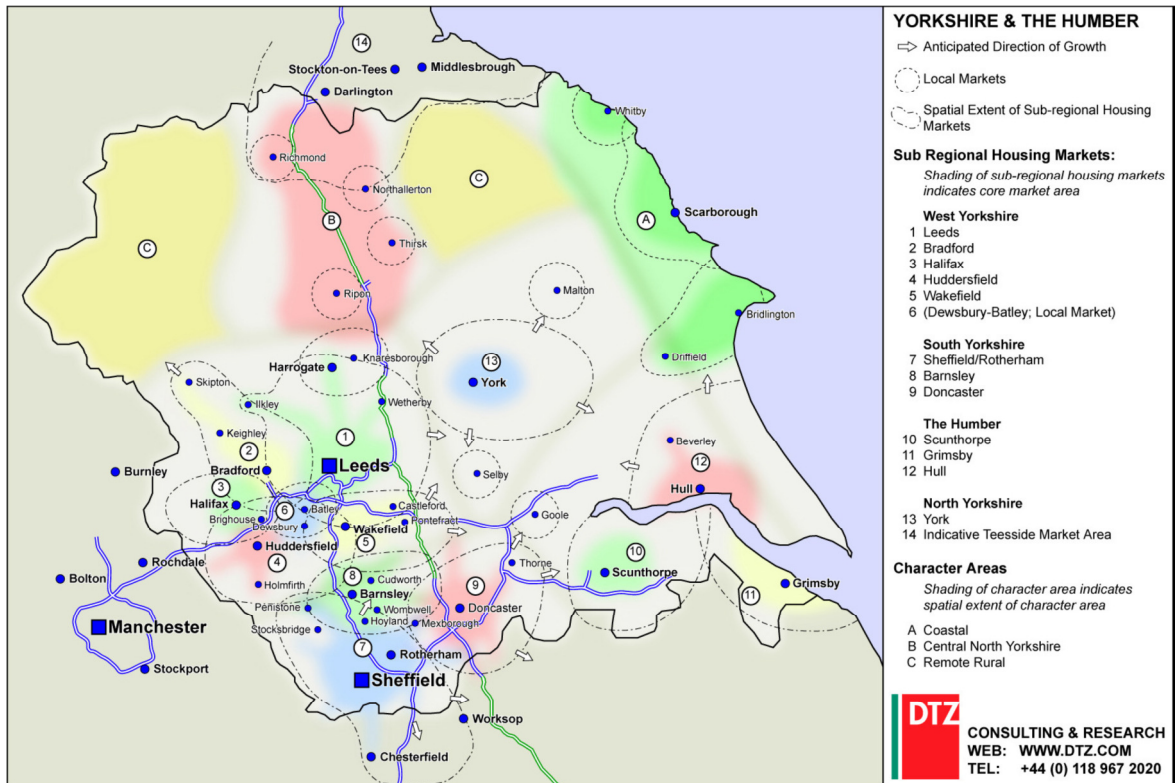 14
Stockton-on-Tees
Middlesbrough
Darlington
Whitby
Richmond
C
Northallerton
B
A
Scarborough
C
Thirsk
Ripon
Malton
Bridlington
Knaresborough
13
Driffield
Harrogate
York
Skipton
Ilkley
Wetherby
Keighley
1
Beverley
2
Leeds
12
Burnley
Bradford
Selby
Hull
3
Halifax
Batley
Castleford
Goole
6
Brighouse
Dewsbury
Wakefield
Pontefract
Huddersfield
5
10
Rochdale
4
Thorne
Bolton
8
Cudworth
9
Scunthorpe
Grimsby
Holmfirth
Barnsley
11
Penistone
Wombwell
Doncaster
Manchester
Stocksbridge
Hoyland
Mexborough
7
Rotherham
Stockport
Sheffield
Worksop
Chesterfield
YORKSHIRE & THE HUMBER
Anticipated Direction of Growth
Local Markets
Spatial Extent of Sub-regional Housing
Markets
Sub Regional Housing Markets:
Shading of sub-regional housing markets
indicates core market area
West Yorkshire
1 Leeds
2 Bradford
3 Halifax
4 Huddersfield
5 Wakefield
6 (Dewsbury-Batley; Local Market)
South Yorkshire
7 Sheffield/Rotherham
8 Barnsley
9 Doncaster
The Humber
10 Scunthorpe
11 Grimsby
12 Hull
North Yorkshire
13 York
14 Indicative Teesside Market Area
Character Areas
Shading of character area indicates
spatial extent of character area
A Coastal
B Central North Yorkshire
C Remote Rural
DTZ
CONSULTING & RESEARCH
WEB: WWW.DTZ.COM
TEL: +44 (0) 118 967 2020